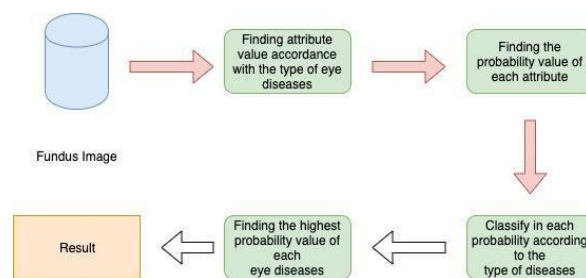 Finding attribute
value accordance
with the type of eye
diseases
Finding the
probability value of
each attribute
Fundus Image
Classify in each
probability according
to the
type of diseases
Finding the highest
probability value of
each
eye diseases
Result